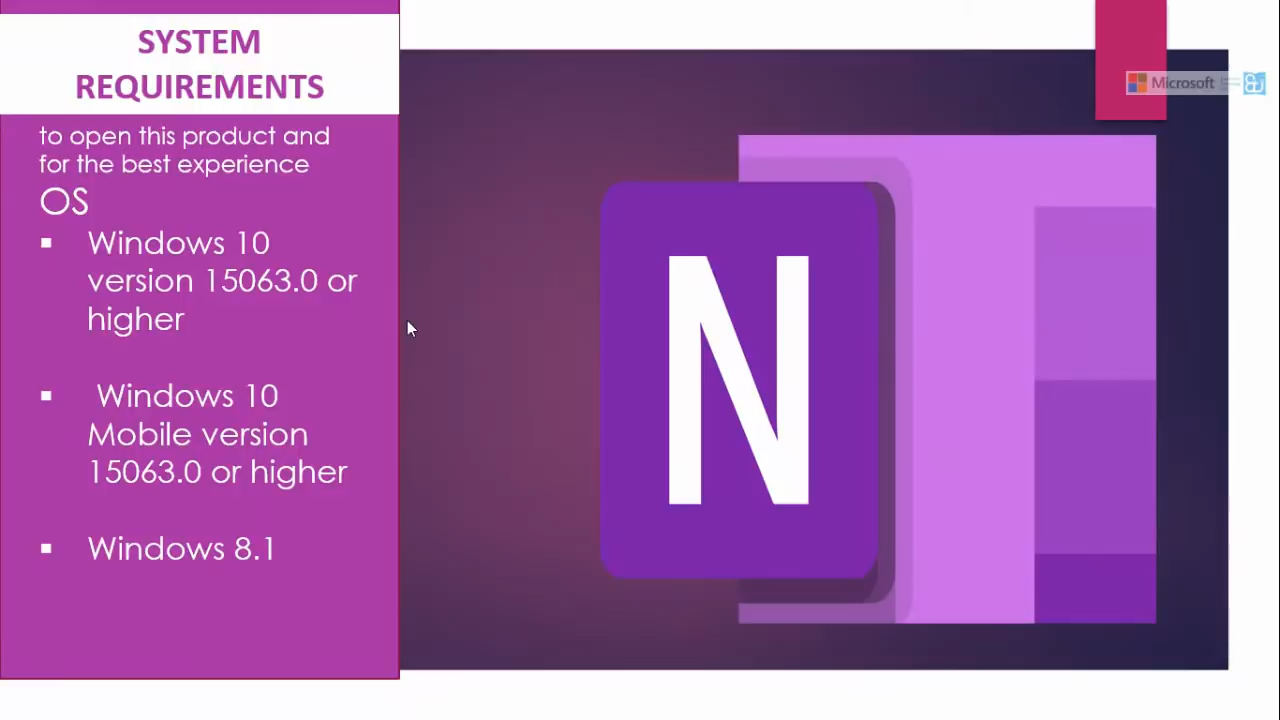 SYSTEM
REQUIREMENTS
to open this product and
for the best experience
OS
▪ Windows 10
version 15063.0 or
higher
▪ Windows 10
Mobile version
15063.0 or higher
▪ Windows 8.1
N
Microsoft